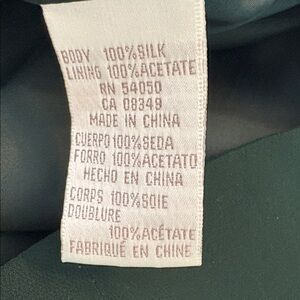 BODY 100%SILK
LINING 100%ACETATE
RN 54050
CA 08349
MADE IN CHINA
CUERPO 100%SEDA
FORRO 100%ACETATO
HECHO EN CHINA
CORPS 100%SOIE
DOUBLURE
100%ACÉTATE
FABRIQUÉ EN CHINE